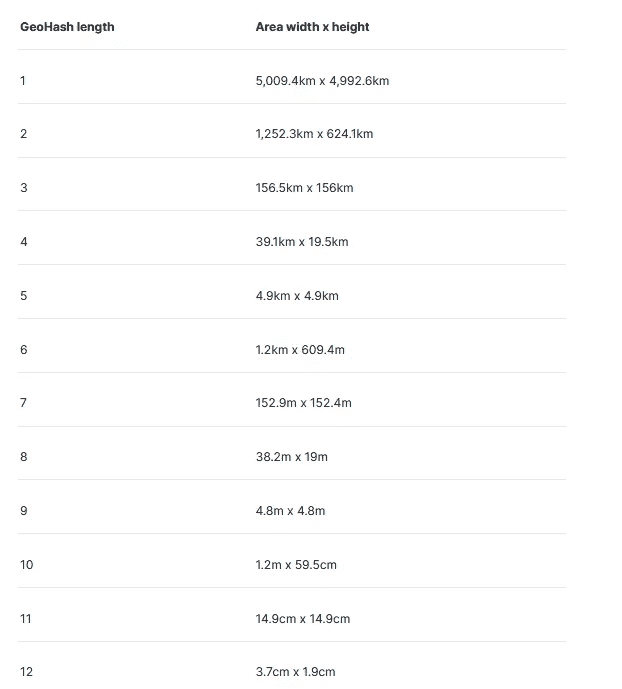 GeoHash length Area width x height
1 5,009.4km x 4,992.6km
2 1,252.3km x 624.1km
3 156.5km x 156km
4 39.1km x 19.5km
5 4.9km x 4.9km
6 1.2km x 609.4m
7 152.9m x 152.4m
8 38.2m x 19m
9 4.8m x 4.8m
10 1.2m x 59.5cm
11 14.9cm x 14.9cm
12 3.7cm x 1.9cm